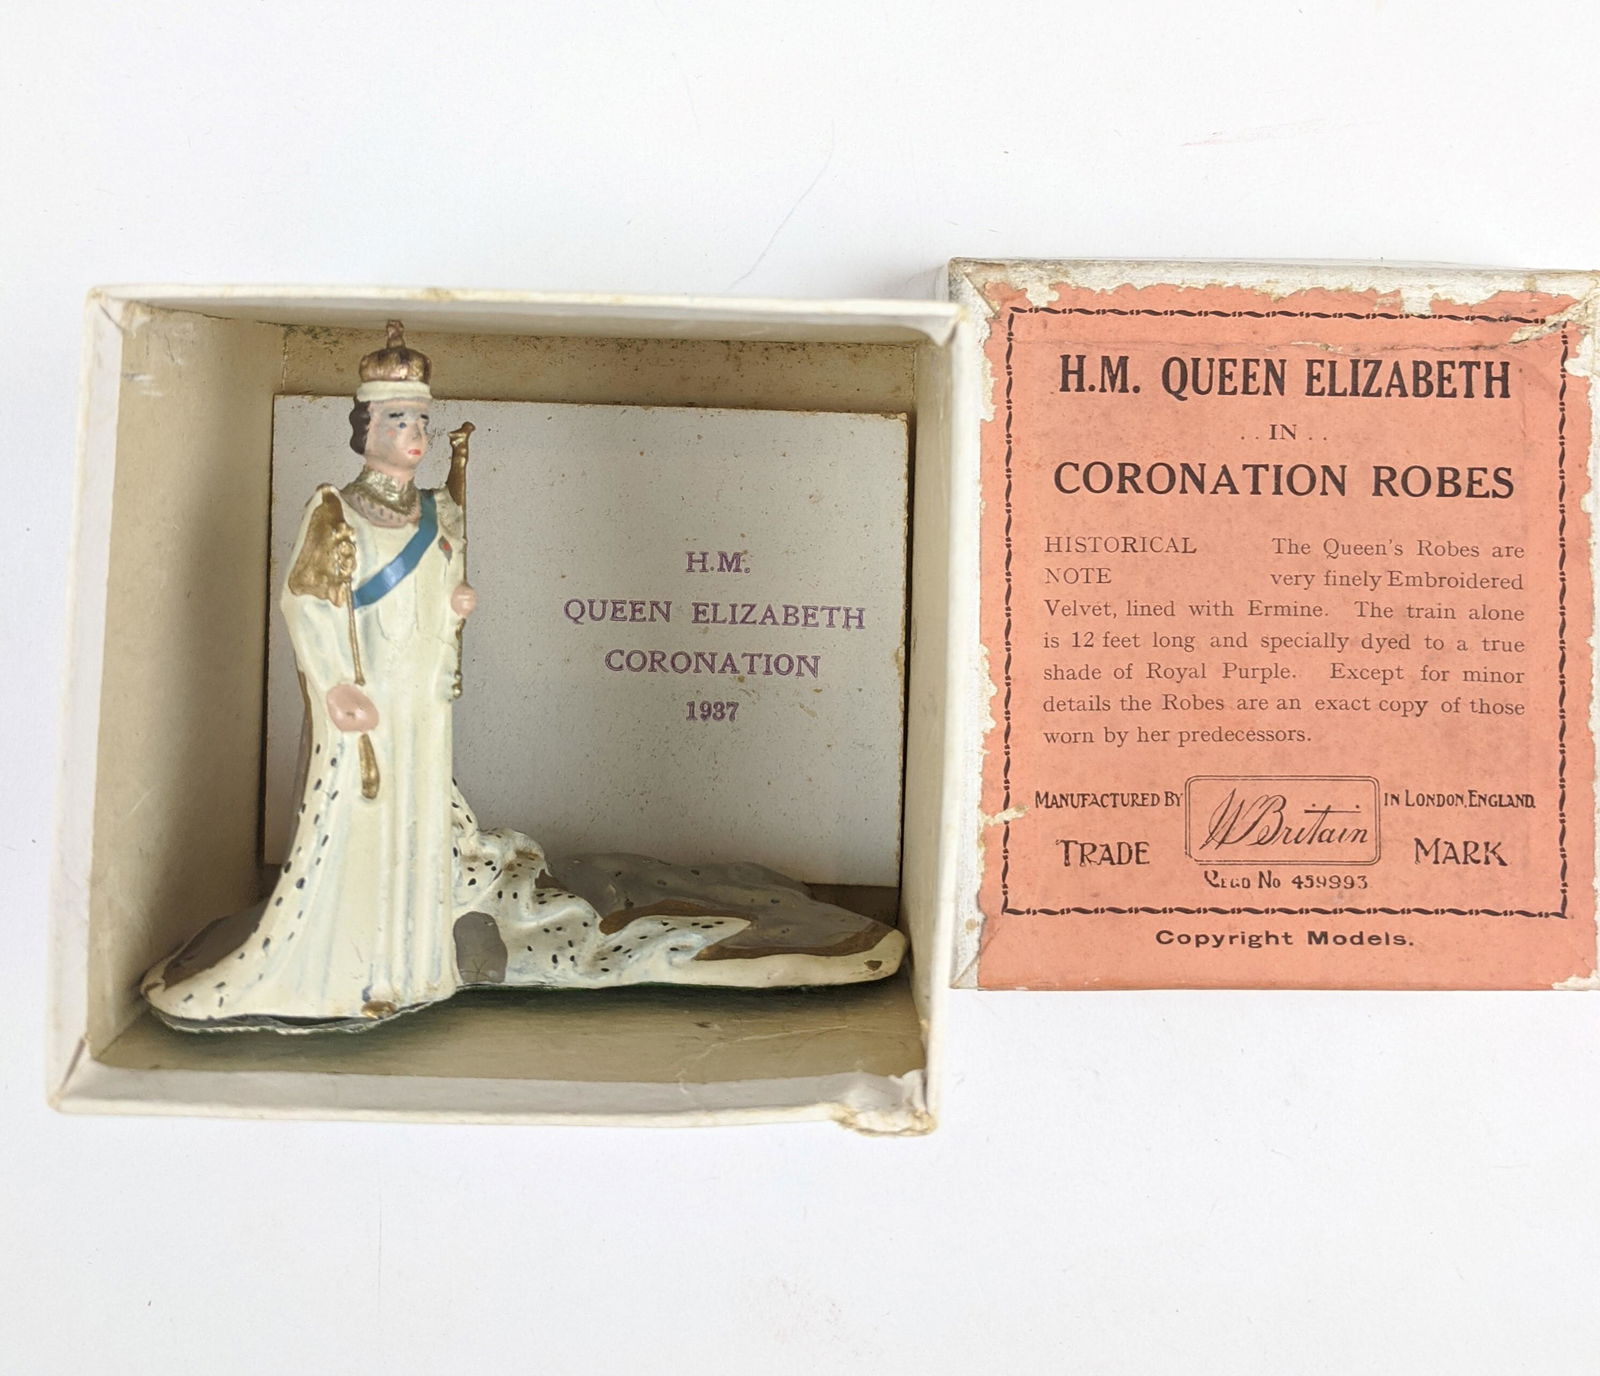 H.M.
QUEEN ELIZABETH
CORONATION
1937
H.M. QUEEN ELIZABETH
. . IN . .
CORONATION ROBES
HISTORICAL The Queen's Robes are
NOTE very finely Embroidered
Velvet, lined with Ermine. The train alone
is 12 feet long and specially dyed to a true
shade of Royal Purple. Except for minor
details the Robes are an exact copy of those
worn by her predecessors.
MANUFACTURED BY W Britain IN LONDON, ENGLAND.
TRADE MARK
REGD No 459993
Copyright Models.